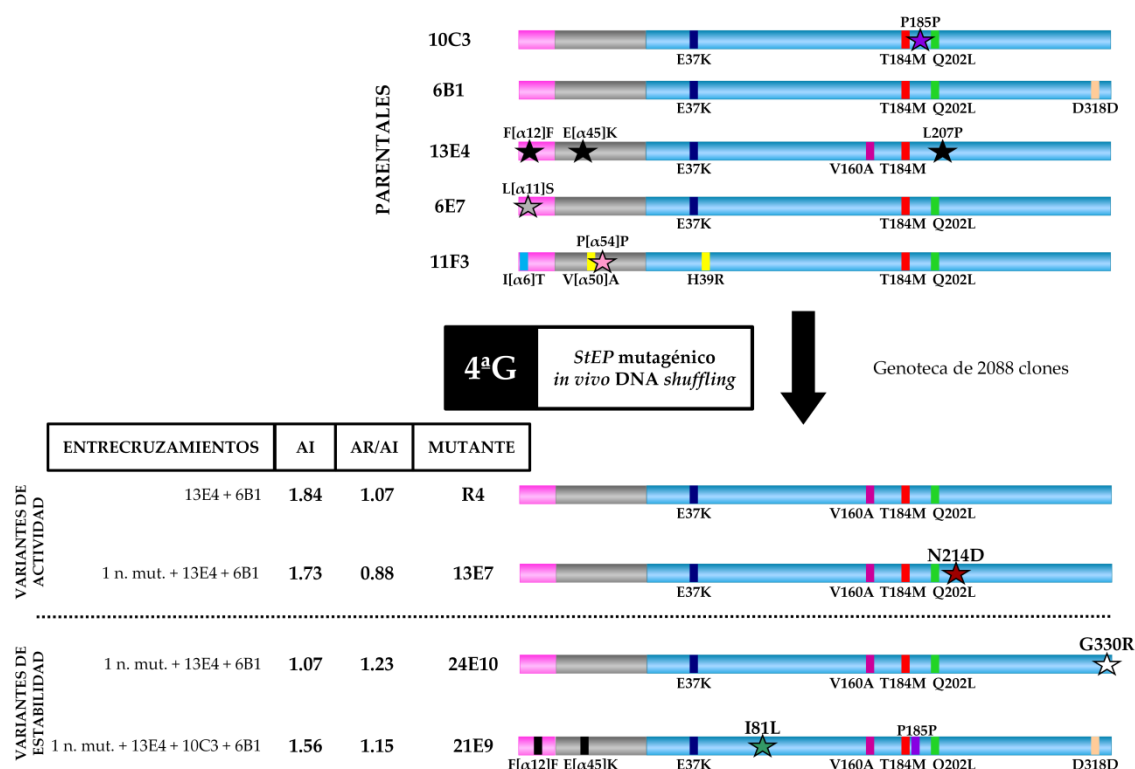 PARENTALES
10C3
P185P
E37K T184M Q202L
6B1
E37K T184M Q202L D318D
13E4
F[α12]F E[α45]K L207P
E37K V160A T184M
6E7
L[α11]S
E37K T184M Q202L
11F3
P[α54]P
I[α6]T V[α50]A H39R T184M Q202L
4ªG
StEP mutagénico
in vivo DNA shuffling
Genoteca de 2088 clones
ENTRECRUZAMIENTOS AI AR/AI MUTANTE
VARIANTES DE
ACTIVIDAD
13E4 + 6B1 1.84 1.07 R4
E37K V160A T184M Q202L
1 n. mut. + 13E4 + 6B1 1.73 0.88 13E7
N214D
E37K V160A T184M Q202L
VARIANTES DE
ESTABILIDAD
1 n. mut. + 13E4 + 6B1 1.07 1.23 24E10
G330R
E37K V160A T184M Q202L
1 n. mut. + 13E4 + 10C3 + 6B1 1.56 1.15 21E9
I81L P185P
F[α12]F E[α45]K E37K V160A T184M Q202L D318D